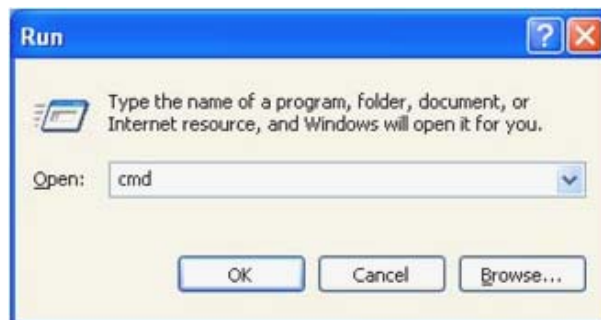 Run
Type the name of a program, folder, document, or
Internet resource, and Windows will open it for you.
Open: cmd
OK Cancel Browse...